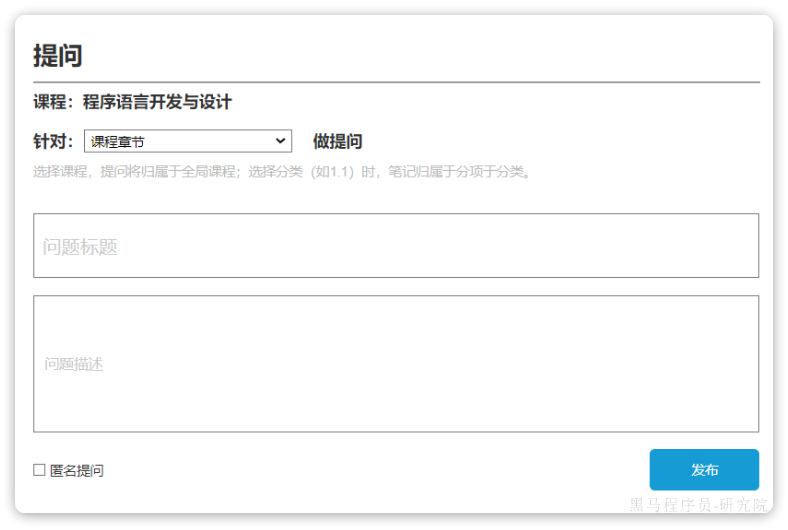 提问
课程：程序语言开发与设计
针对： 课程章节 做提问
选择课程，提问将归属于全局课程；选择分类（如1.1）时，笔记归属于分项于分类。
问题标题
问题描述
匿名提问 发布
黑马程序员-研究院